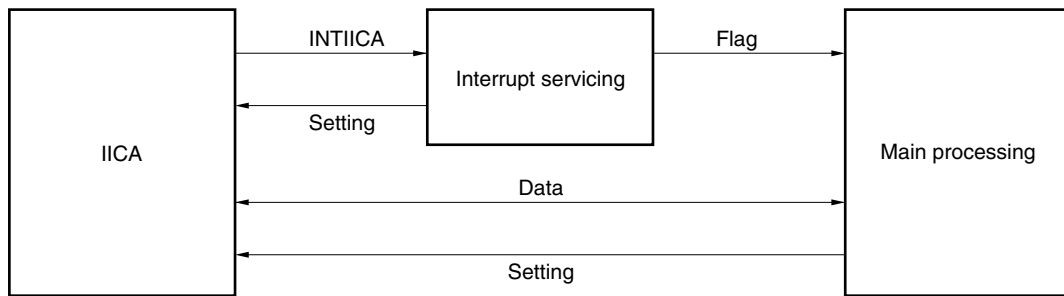 INTIICA
Flag
Interrupt servicing
Setting
IICA
Main processing
Data
Setting